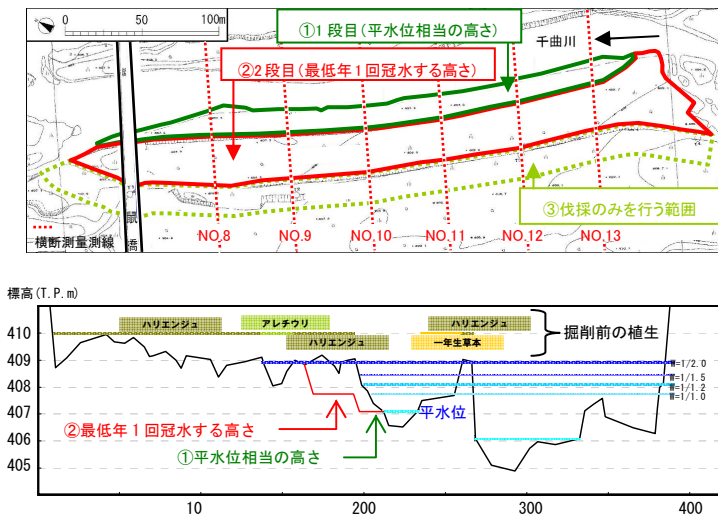 0 50 100m
①1段目(平水位相当の高さ)
千曲川
②2段目(最低年1回冠水する高さ)
③伐採のみを行う範囲
鼠橋
横断測量測線
NO.8 NO.9 NO.10 NO.11 NO.12 NO.13
標高(T.P.m)
ハリエンジュ アレチウリ ハリエンジュ
ハリエンジュ 一年生草本
掘削前の植生
410
409
408
407
406
405
W=1/2.0
W=1/1.5
W=1/1.2
W=1/1.0
平水位
②最低年1回冠水する高さ
①平水位相当の高さ
10 200 300 400